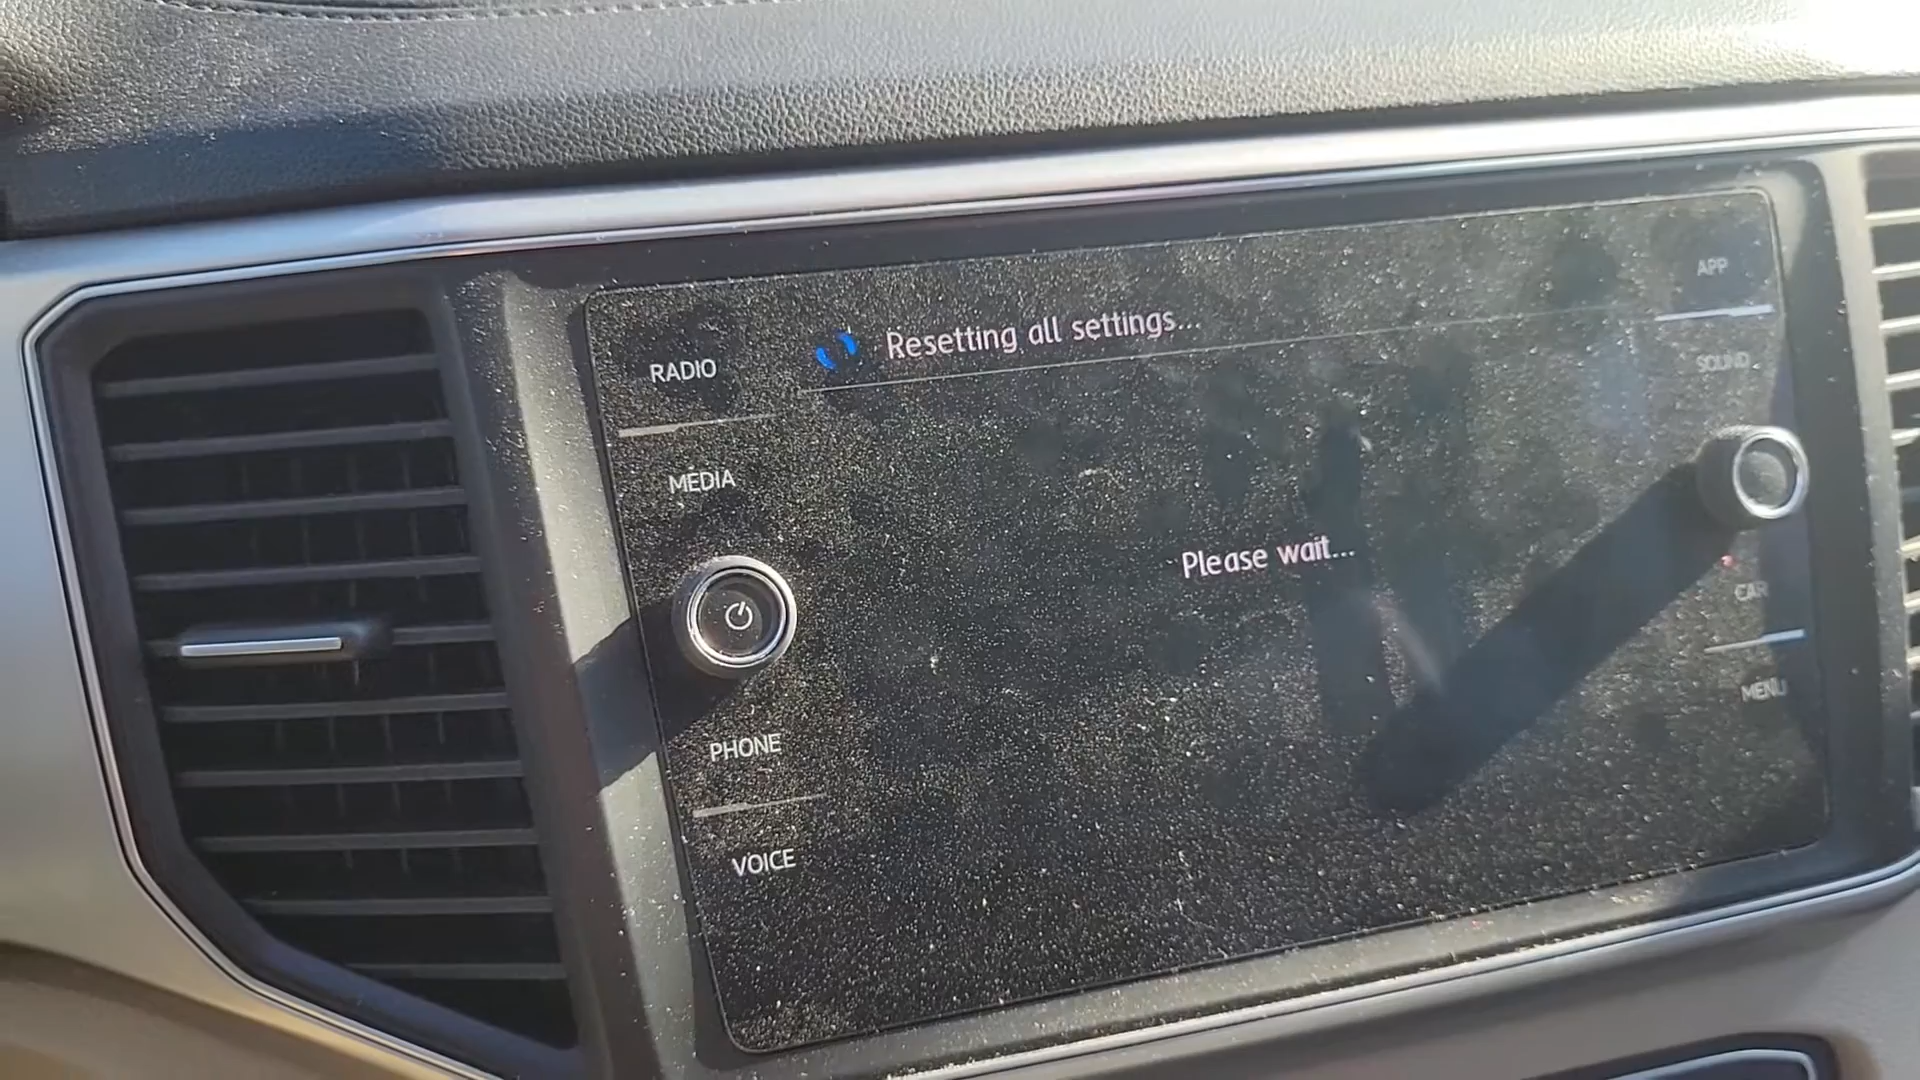 Resetting all settings...
Please wait...
RADIO
MEDIA
PHONE
VOICE
APP
SOUND
CAR
MENU